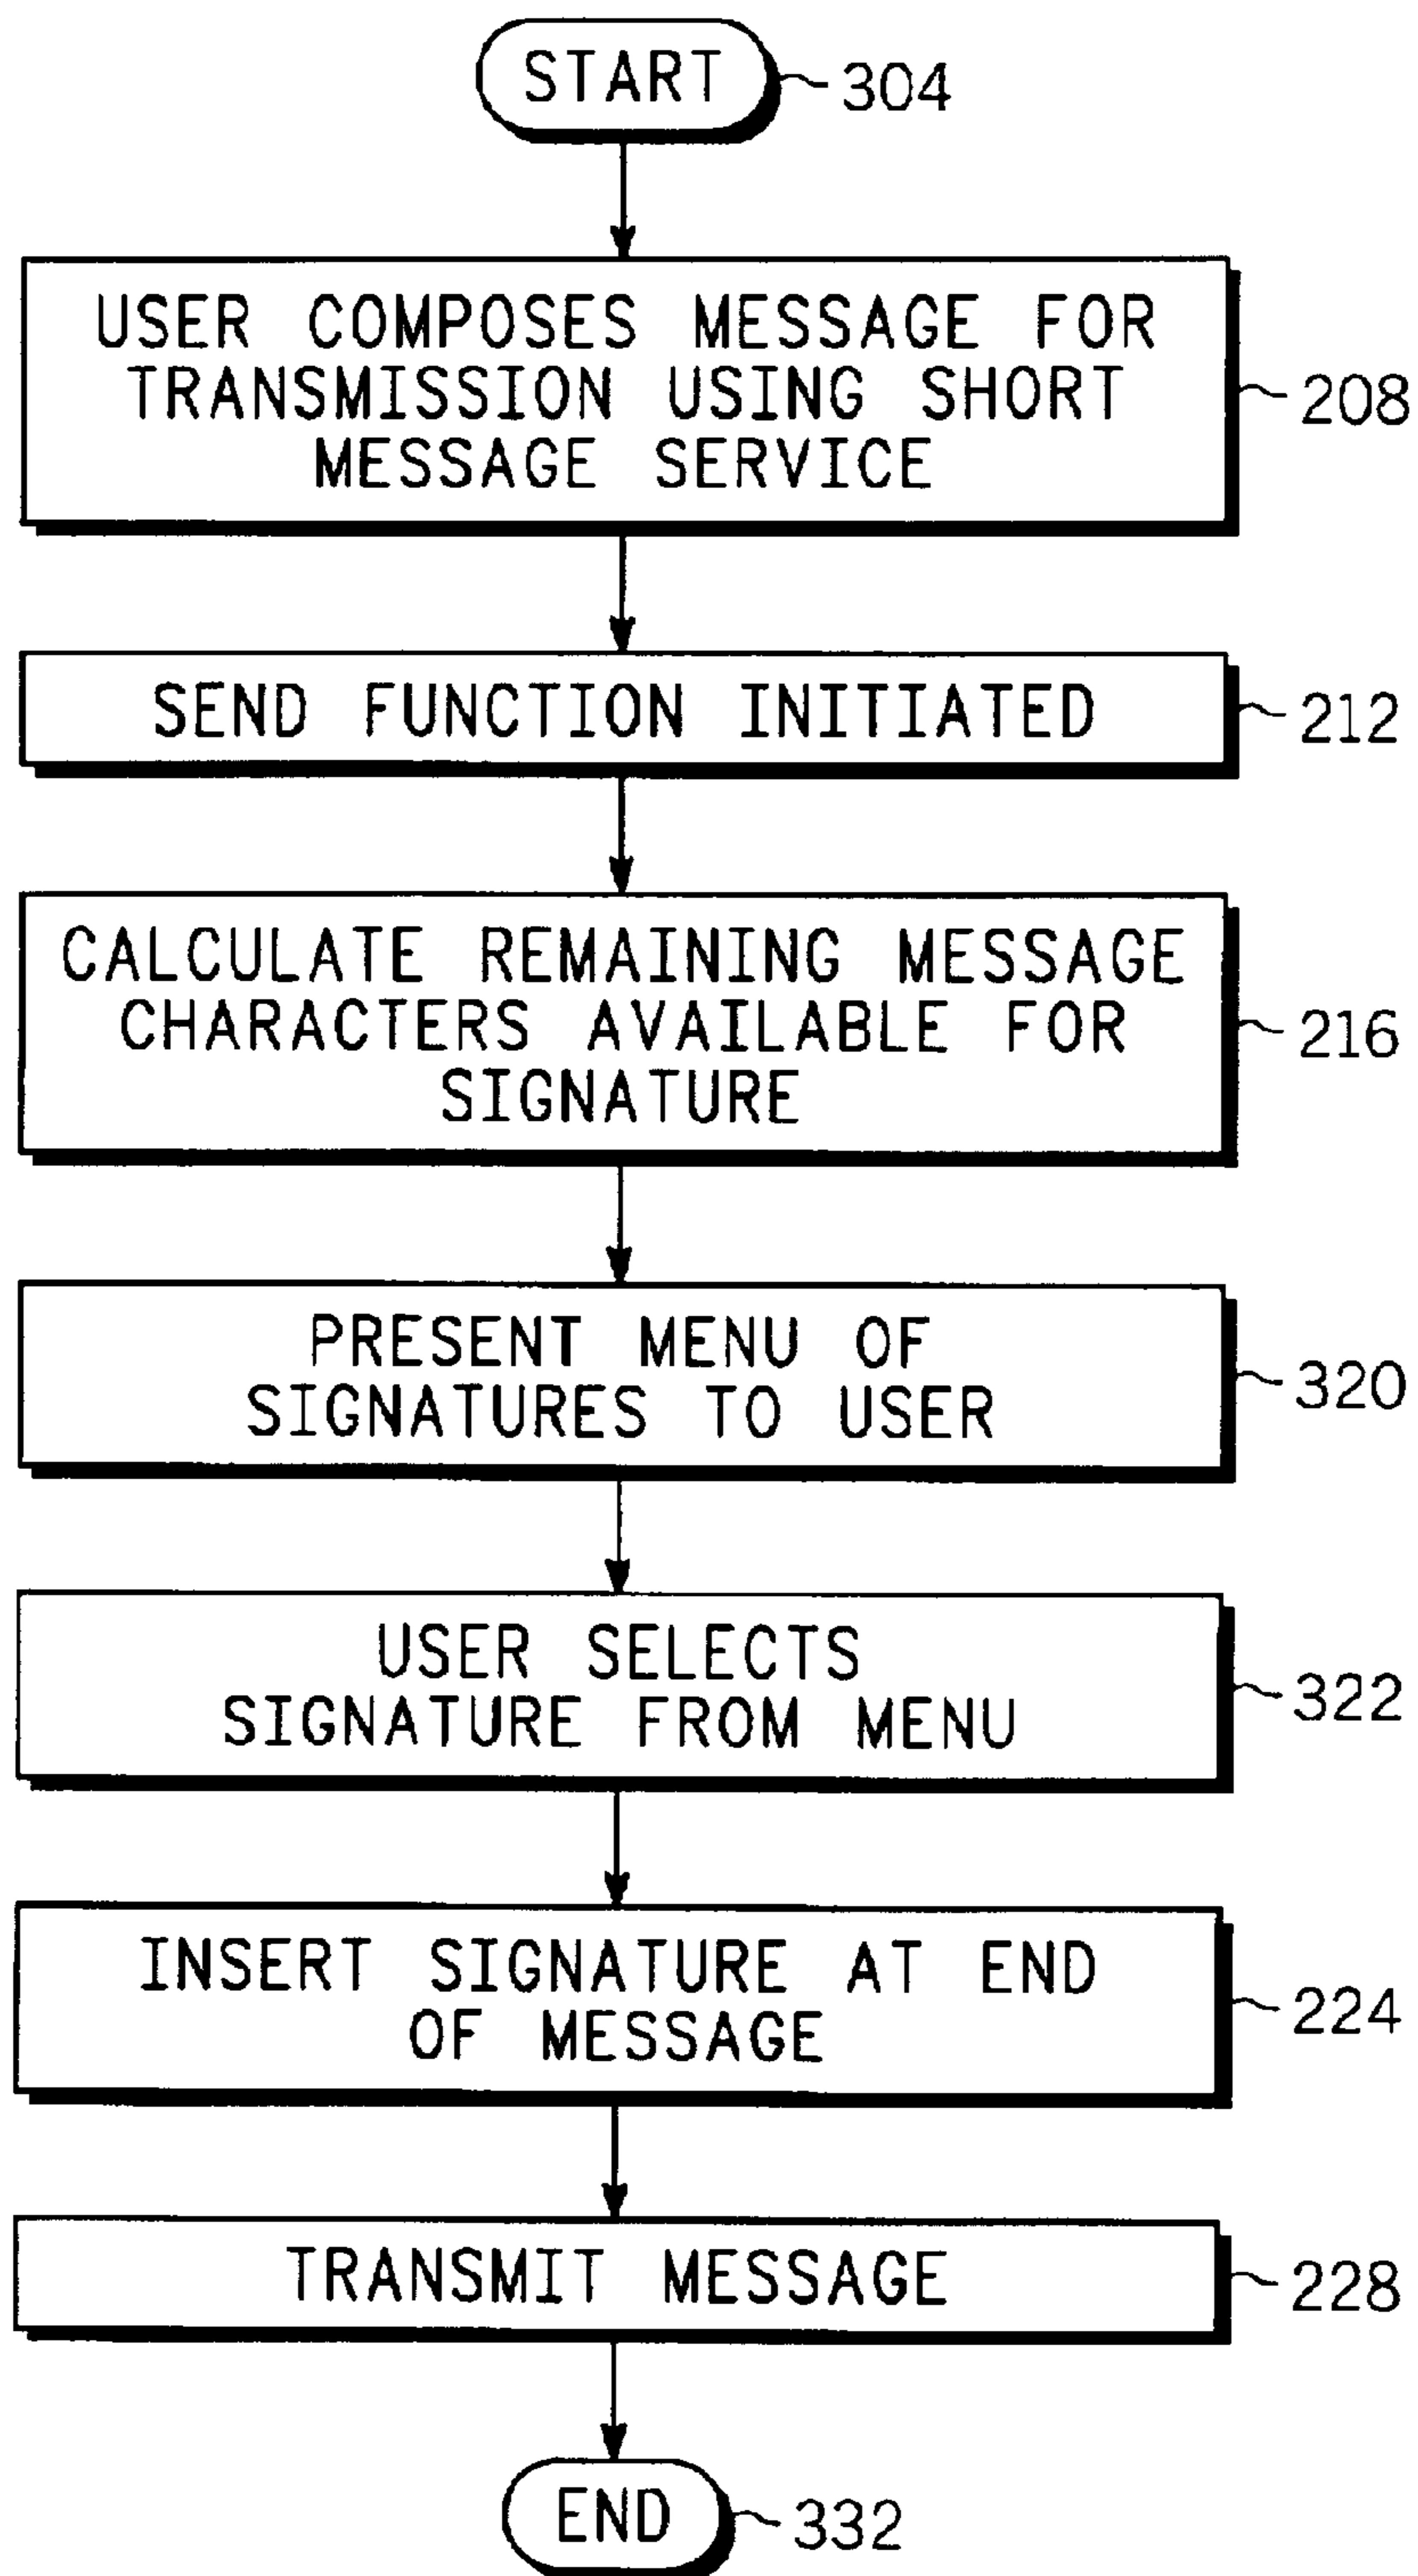 START
304
USER COMPOSES MESSAGE FOR
TRANSMISSION USING SHORT
MESSAGE SERVICE
208
SEND FUNCTION INITIATED
212
CALCULATE REMAINING MESSAGE
CHARACTERS AVAILABLE FOR
SIGNATURE
216
PRESENT MENU OF
SIGNATURES TO USER
320
USER SELECTS
SIGNATURE FROM MENU
322
INSERT SIGNATURE AT END
OF MESSAGE
224
TRANSMIT MESSAGE
228
END
332